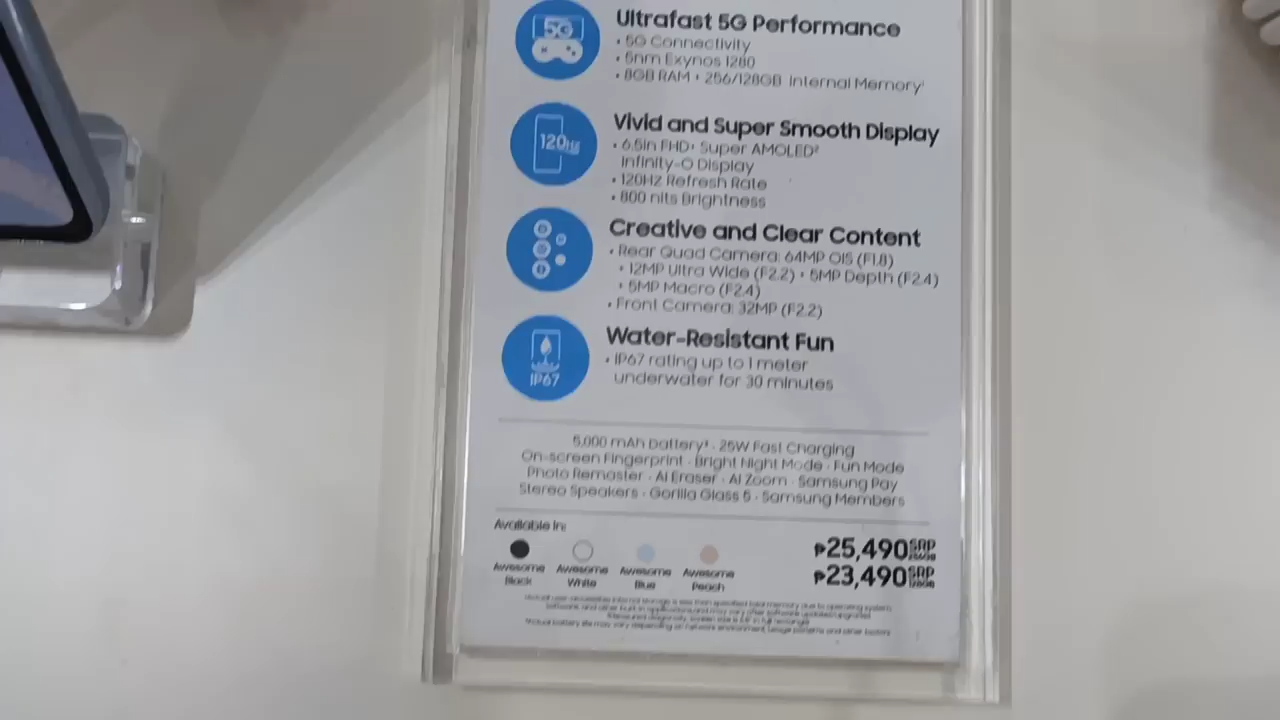 5G
Ultrafast 5G Performance
• 5G Connectivity
• 5nm Exynos 1280
• 8GB RAM + 256/128GB Internal Memory¹
120Hz
Vivid and Super Smooth Display
• 6.5in FHD+ Super AMOLED²
Infinity-O Display
• 120Hz Refresh Rate
• 800 nits Brightness
Creative and Clear Content
• Rear Quad Camera: 64MP OIS (F1.8)
+ 12MP Ultra Wide (F2.2) + 5MP Depth (F2.4)
+ 5MP Macro (F2.4)
• Front Camera: 32MP (F2.2)
IP67
Water-Resistant Fun
• IP67 rating up to 1 meter
underwater for 30 minutes
5,000 mAh Battery³ · 25W Fast Charging
On-screen Fingerprint · Bright Night Mode · Fun Mode
Photo Remaster · AI Eraser · AI Zoom · Samsung Pay
Stereo Speakers · Gorilla Glass 5 · Samsung Members
Available in:
Awesome Black
Awesome White
Awesome Blue
Awesome Peach
₱25,490 SRP 256GB
₱23,490 SRP 128GB